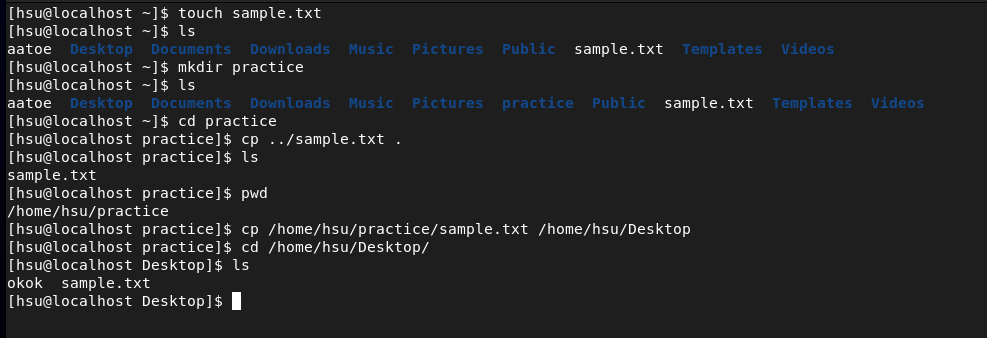 [hsu@localhost ~]$ touch sample.txt
[hsu@localhost ~]$ ls
aatoe  Desktop  Documents  Downloads  Music  Pictures  Public  sample.txt  Templates  Videos
[hsu@localhost ~]$ mkdir practice
[hsu@localhost ~]$ ls
aatoe  Desktop  Documents  Downloads  Music  Pictures  practice  Public  sample.txt  Templates  Videos
[hsu@localhost ~]$ cd practice
[hsu@localhost practice]$ cp ../sample.txt .
[hsu@localhost practice]$ ls
sample.txt
[hsu@localhost practice]$ pwd
/home/hsu/practice
[hsu@localhost practice]$ cp /home/hsu/practice/sample.txt /home/hsu/Desktop
[hsu@localhost practice]$ cd /home/hsu/Desktop/
[hsu@localhost Desktop]$ ls
okok  sample.txt
[hsu@localhost Desktop]$